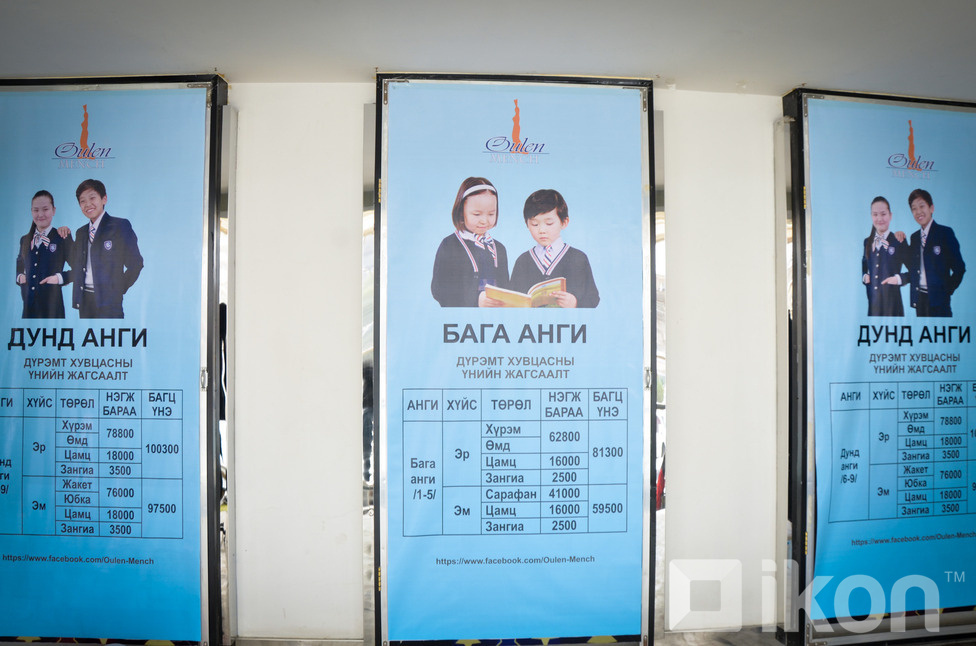 Oulen
ДУНД АНГИ
ДҮРЭМТ ХУВЦАСНЫ
ҮНИЙН ЖАГСААЛТ
ХҮЙС ТӨРӨЛ НЭГЖ БАРАА БАГЦ ҮНЭ
Эр Хүрэм Өмд 78800 100300
Цамц 18000
Зангиа 3500
Эм Жакет Юбка 76000 97500
Цамц 18000
Зангиа 3500
https://www.facebook.com/Oulen-Mench
Oulen
БАГА АНГИ
ДҮРЭМТ ХУВЦАСНЫ
ҮНИЙН ЖАГСААЛТ
АНГИ ХҮЙС ТӨРӨЛ НЭГЖ БАРАА БАГЦ ҮНЭ
Бага анги /1-5/ Эр Хүрэм Өмд 62800 81300
Цамц 16000
Зангиа 2500
Эм Сарафан 41000 59500
Цамц 16000
Зангиа 2500
https://www.facebook.com/Oulen-Mench
Oulen
ДУНД АНГИ
ДҮРЭМТ ХУВЦАСНЫ
ҮНИЙН ЖАГСААЛТ
АНГИ ХҮЙС ТӨРӨЛ НЭГЖ БАРАА
Дунд анги /6-9/ Эр Хүрэм Өмд 78800
Цамц 18000
Зангиа 3500
Эм Жакет Юбка 76000
Цамц 18000
Зангиа 3500
https://www.facebook.com/Oulen-Mench
ikon TM